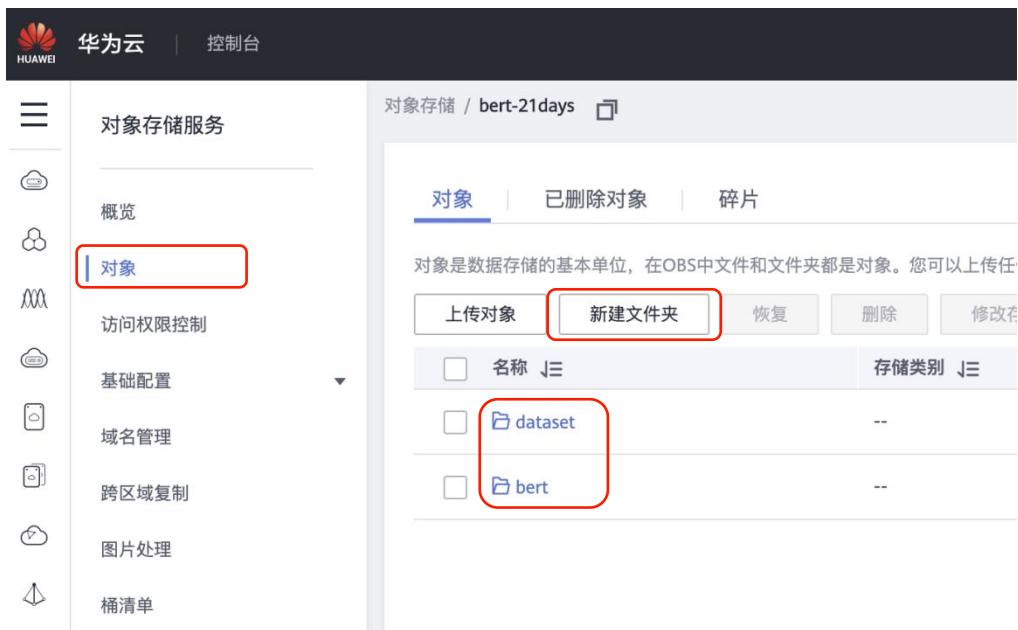 HUAWEI
华为云 控制台
对象存储服务
概览
对象
访问权限控制
基础配置
域名管理
跨区域复制
图片处理
桶清单
对象存储 / bert-21days
对象 已删除对象 碎片
对象是数据存储的基本单位，在OBS中文件和文件夹都是对象。您可以上传任
上传对象 新建文件夹 恢复 删除 修改存
名称 存储类别
dataset --
bert --